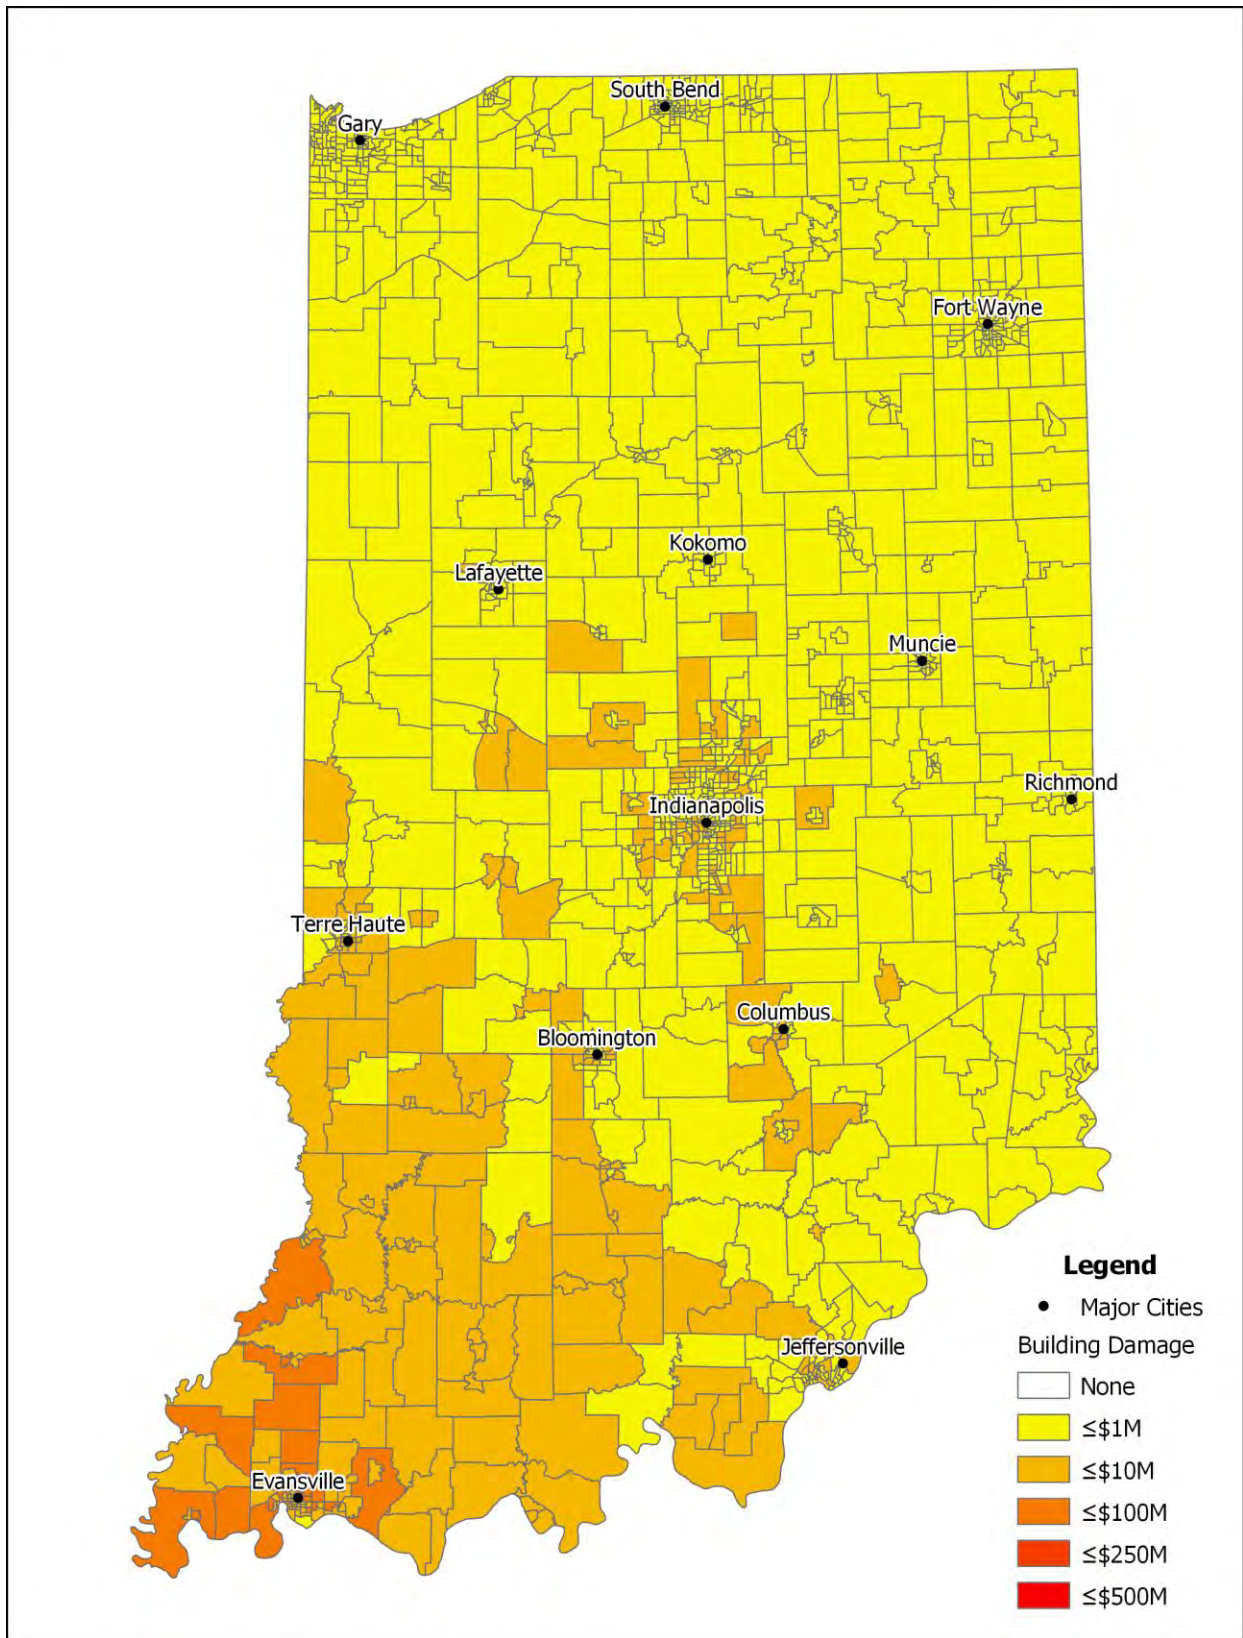 South Bend
Gary
Fort Wayne
Kokomo
Lafayette
Muncie
Richmond
Indianapolis
Terre Haute
Columbus
Bloomington
Jeffersonville
Evansville
Legend
Major Cities
Building Damage
None
≤$1M
≤$10M
≤$100M
≤$250M
≤$500M